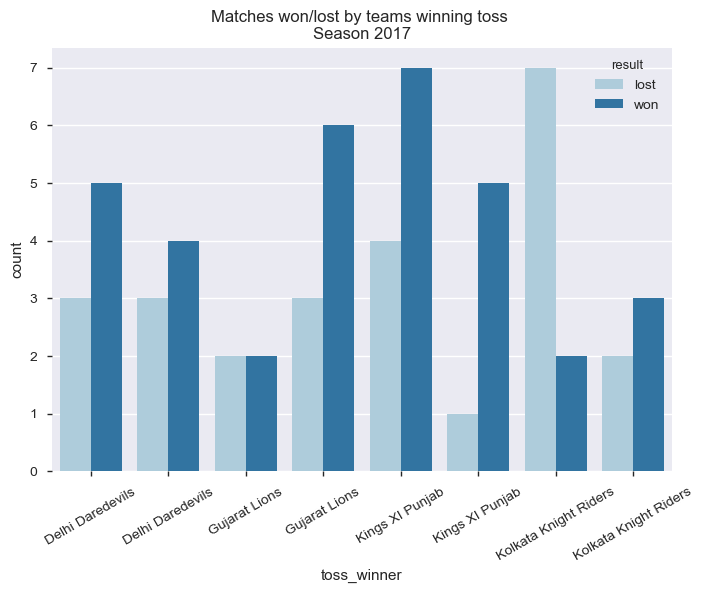 Matches won/lost by teams winning toss
Season 2017
result
lost
won
count
7
6
5
4
3
2
1
0
Delhi Daredevils
Delhi Daredevils
Gujarat Lions
Gujarat Lions
Kings XI Punjab
Kings XI Punjab
Kolkata Knight Riders
Kolkata Knight Riders
toss_winner